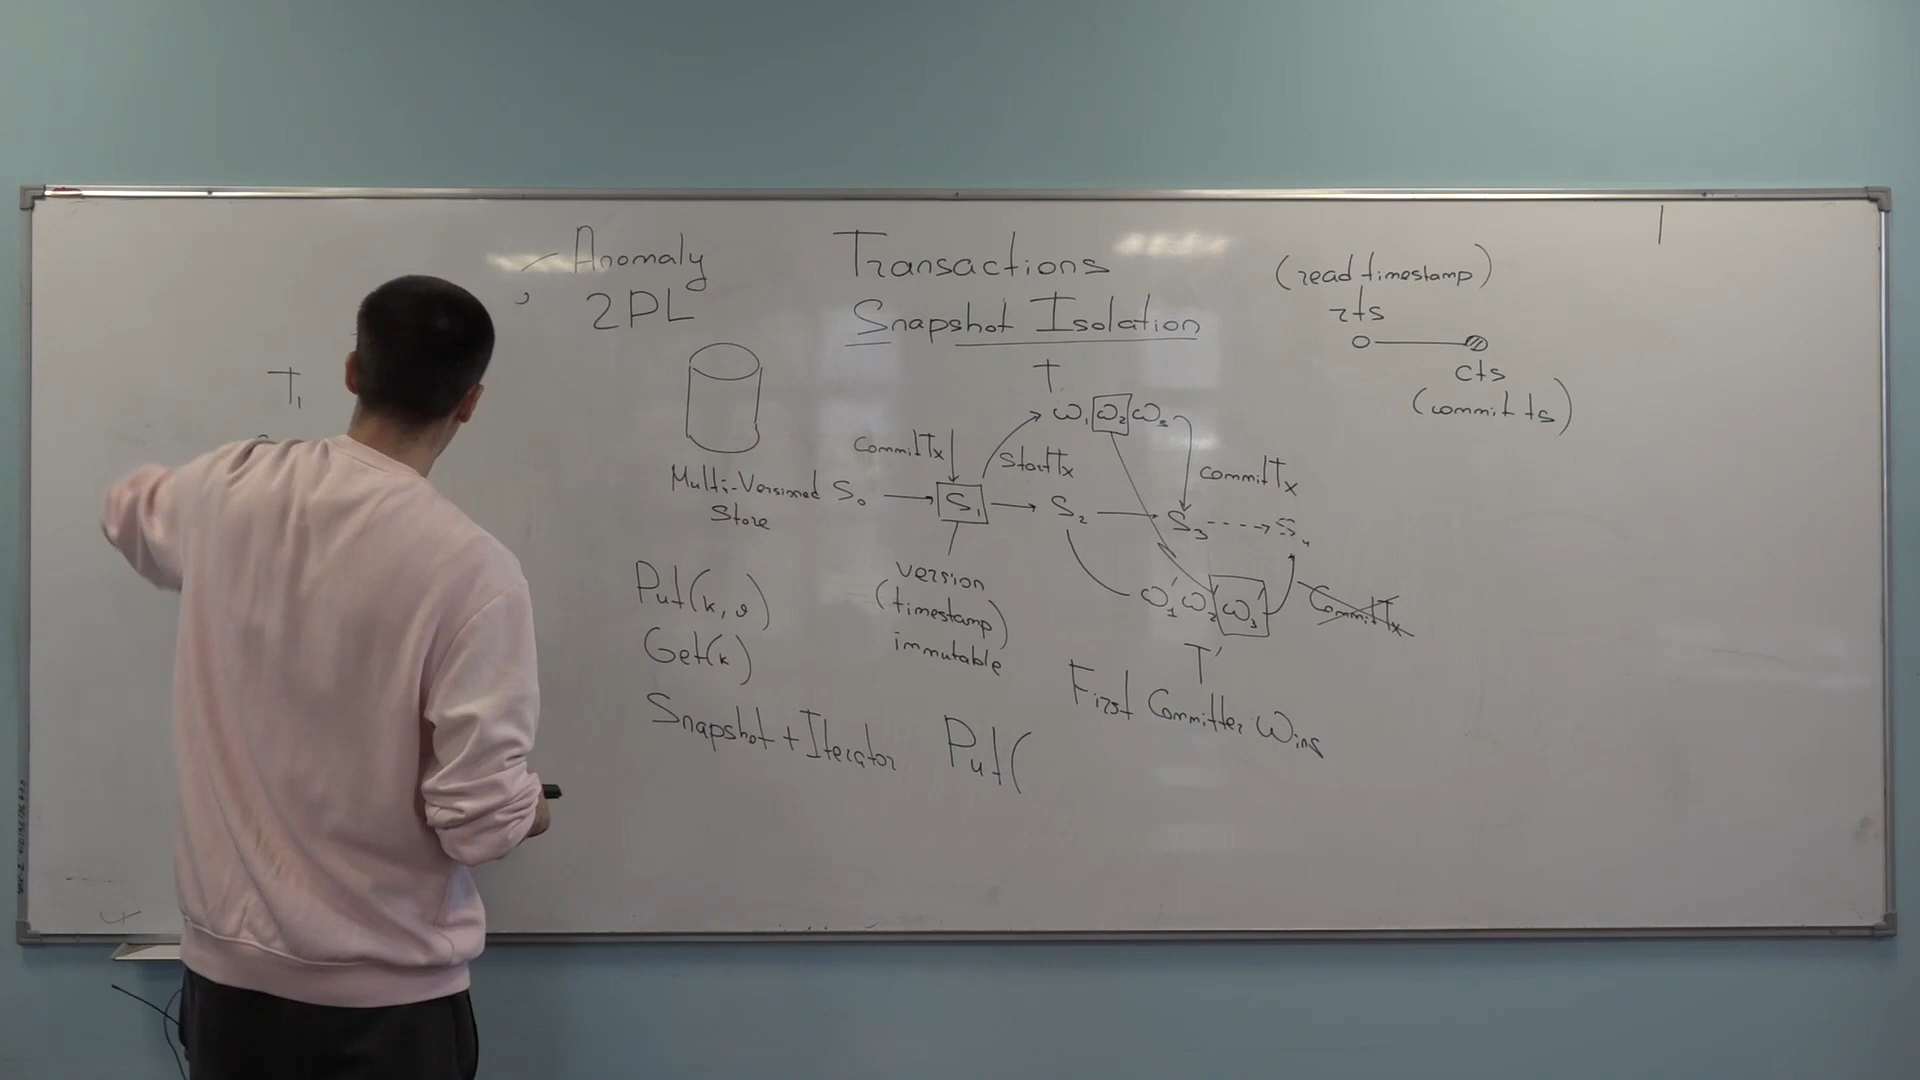 Anomaly
2PL
Transactions
Snapshot Isolation
(read timestamp)
rts
cts
(commit ts)
T₁
T
ω₁ ω₂ ω₃
CommitTx
StartTx
CommitTx
Multi-Versioned
Store
S₀ → S₁ → S₂ → S₃ ⇢ S₄
version
(timestamp)
immutable
ω₁' ω₂' ω₃'
CommitTx
T'
Put(k, v)
Get(k)
Snapshot + Iterator
Put(
First Committer Wins